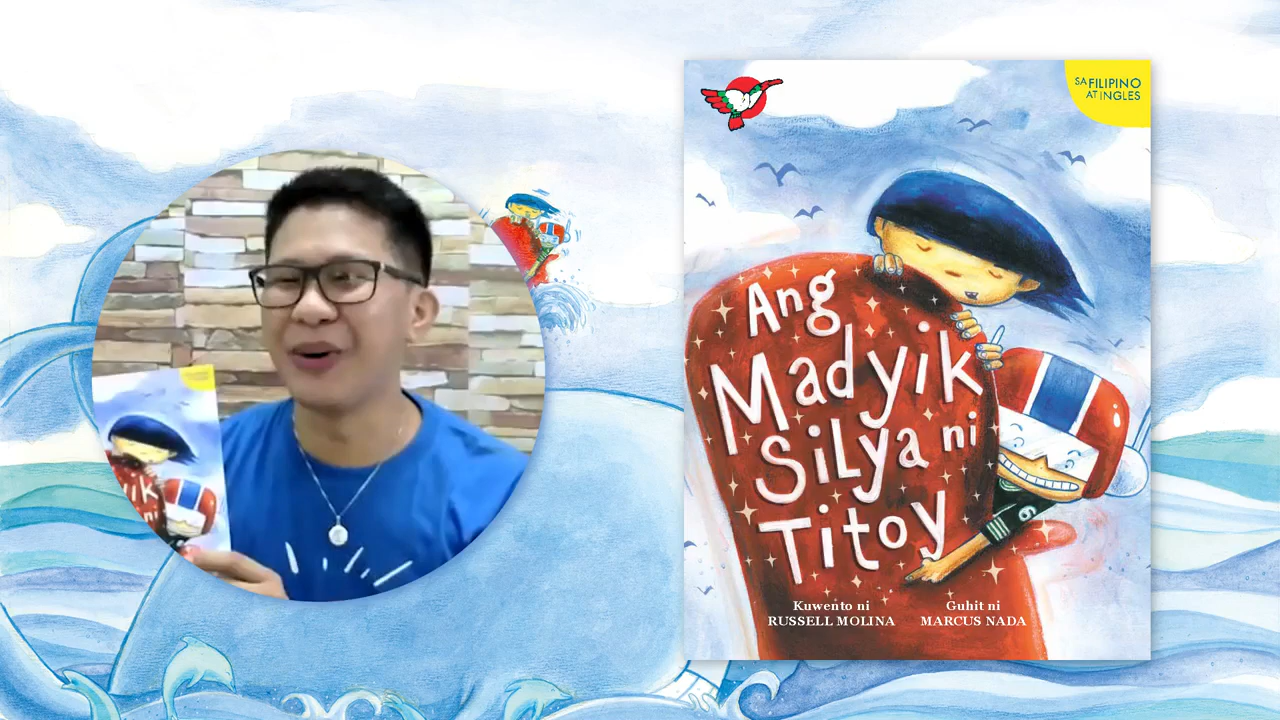 SA FILIPINO
AT INGLES
Ang
Madyik
Silya ni
Titoy
Kuwento ni
RUSSELL MOLINA
Guhit ni
MARCUS NADA